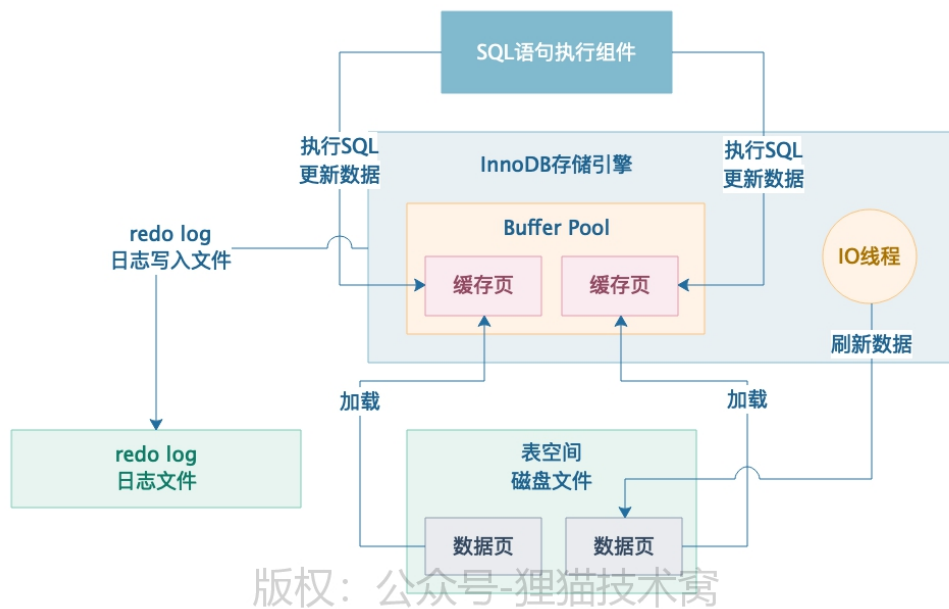 SQL语句执行组件
执行SQL
更新数据
执行SQL
更新数据
InnoDB存储引擎
Buffer Pool
redo log
日志写入文件
缓存页
缓存页
IO线程
刷新数据
加载
加载
redo log
日志文件
表空间
磁盘文件
数据页
数据页
版权：公众号-狸猫技术窝